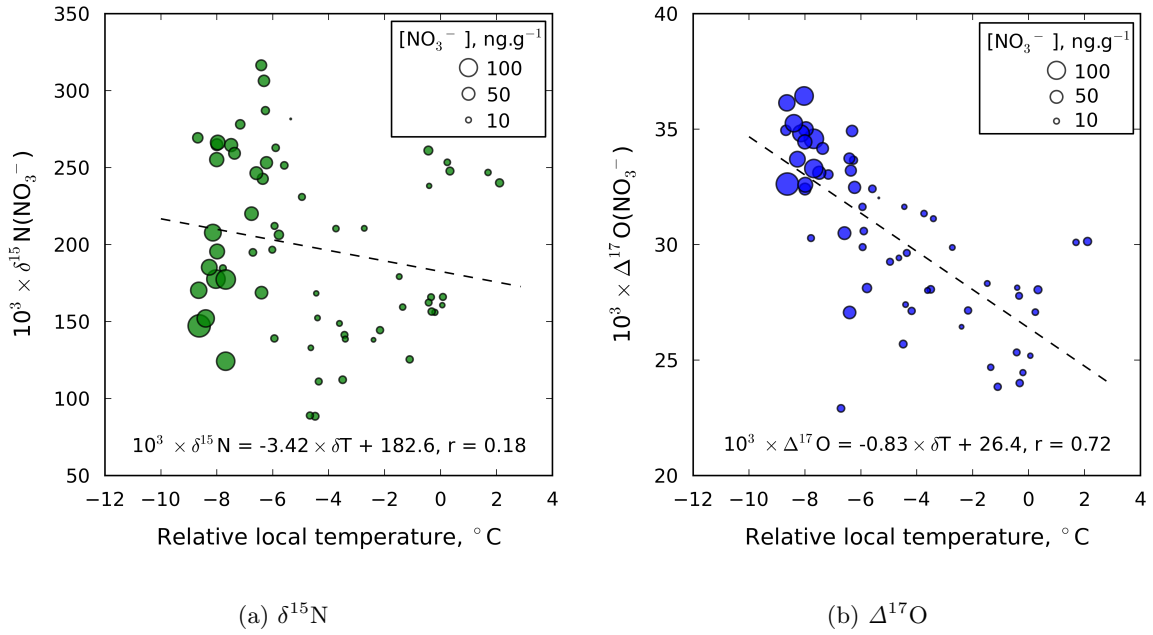 400
350
300
250
200
150
100
50
10³ × δ¹⁵N(NO₃⁻)
[NO₃⁻ ], ng.g⁻¹
100
50
10
10³ × δ¹⁵N = -3.42 × δT + 182.6, r = 0.18
−12 −10 −8 −6 −4 −2 0 2 4
Relative local temperature, °C
(a) δ¹⁵N
40
35
30
25
20
10³ × Δ¹⁷O(NO₃⁻)
[NO₃⁻ ], ng.g⁻¹
100
50
10
10³ × Δ¹⁷O = -0.83 × δT + 26.4, r = 0.72
−12 −10 −8 −6 −4 −2 0 2 4
Relative local temperature, °C
(b) Δ¹⁷O